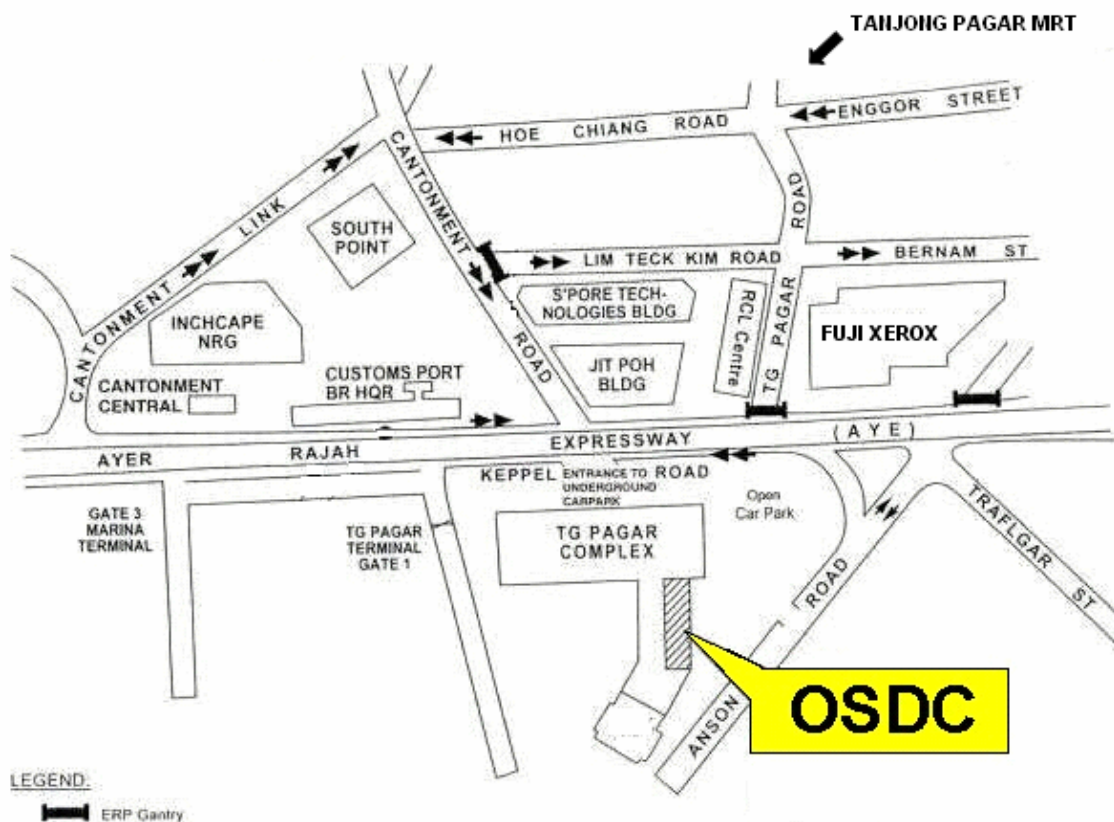 TANJONG PAGAR MRT
ENGGOR STREET
HOE CHIANG ROAD
CANTONMENT
ROAD
CANTONMENT LINK
SOUTH
POINT
ROAD
TG PAGAR
LIM TECK KIM ROAD
BERNAM ST
S'PORE TECH-
NOLOGIES BLDG
RCL Centre
INCHCAPE
NRG
FUJI XEROX
JIT POH
BLDG
CUSTOMS PORT
BR HQR
CANTONMENT
CENTRAL
AYER RAJAH EXPRESSWAY (AYE)
KEPPEL ROAD
ENTRANCE TO
UNDERGROUND
CARPARK
Open
Car Park
GATE 3
MARINA
TERMINAL
TG PAGAR
TERMINAL
GATE 1
TG PAGAR
COMPLEX
TRAFLGAR ST
ANSON ROAD
OSDC
LEGEND:
ERP Gantry